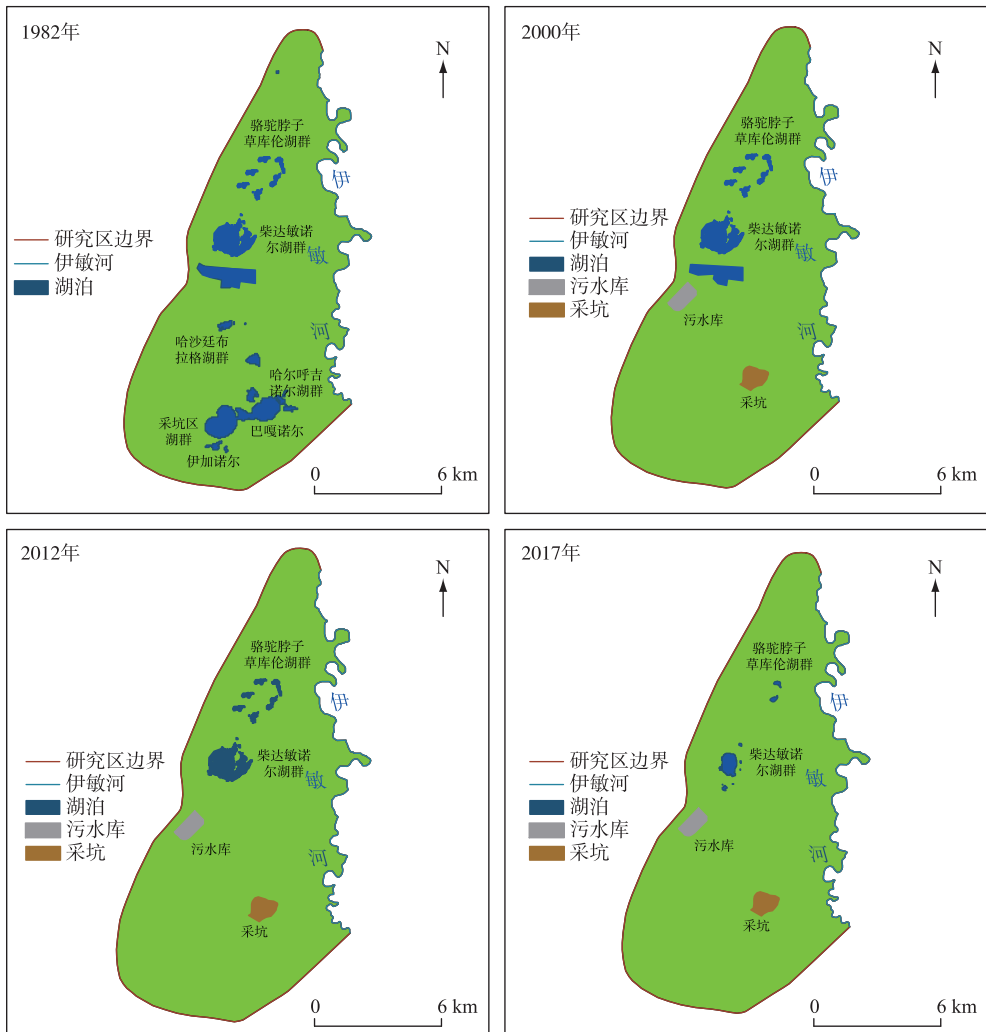 1982年
N
骆驼脖子
草库伦湖群
伊
柴达敏诺
尔湖群
敏
研究区边界
伊敏河
湖泊
哈沙廷布
拉格湖群
河
哈尔呼吉
诺尔湖群
采坑区
湖群
巴嘎诺尔
伊加诺尔
0
6 km
2000年
N
骆驼脖子
草库伦湖群
伊
柴达敏诺
尔湖群
敏
研究区边界
伊敏河
湖泊
污水库
采坑
污水库
河
采坑
0
6 km
2012年
N
骆驼脖子
草库伦湖群
伊
柴达敏诺
尔湖群
敏
研究区边界
伊敏河
湖泊
污水库
采坑
污水库
河
采坑
0
6 km
2017年
N
骆驼脖子
草库伦湖群
伊
柴达敏诺
尔湖群
敏
研究区边界
伊敏河
湖泊
污水库
采坑
污水库
河
采坑
0
6 km